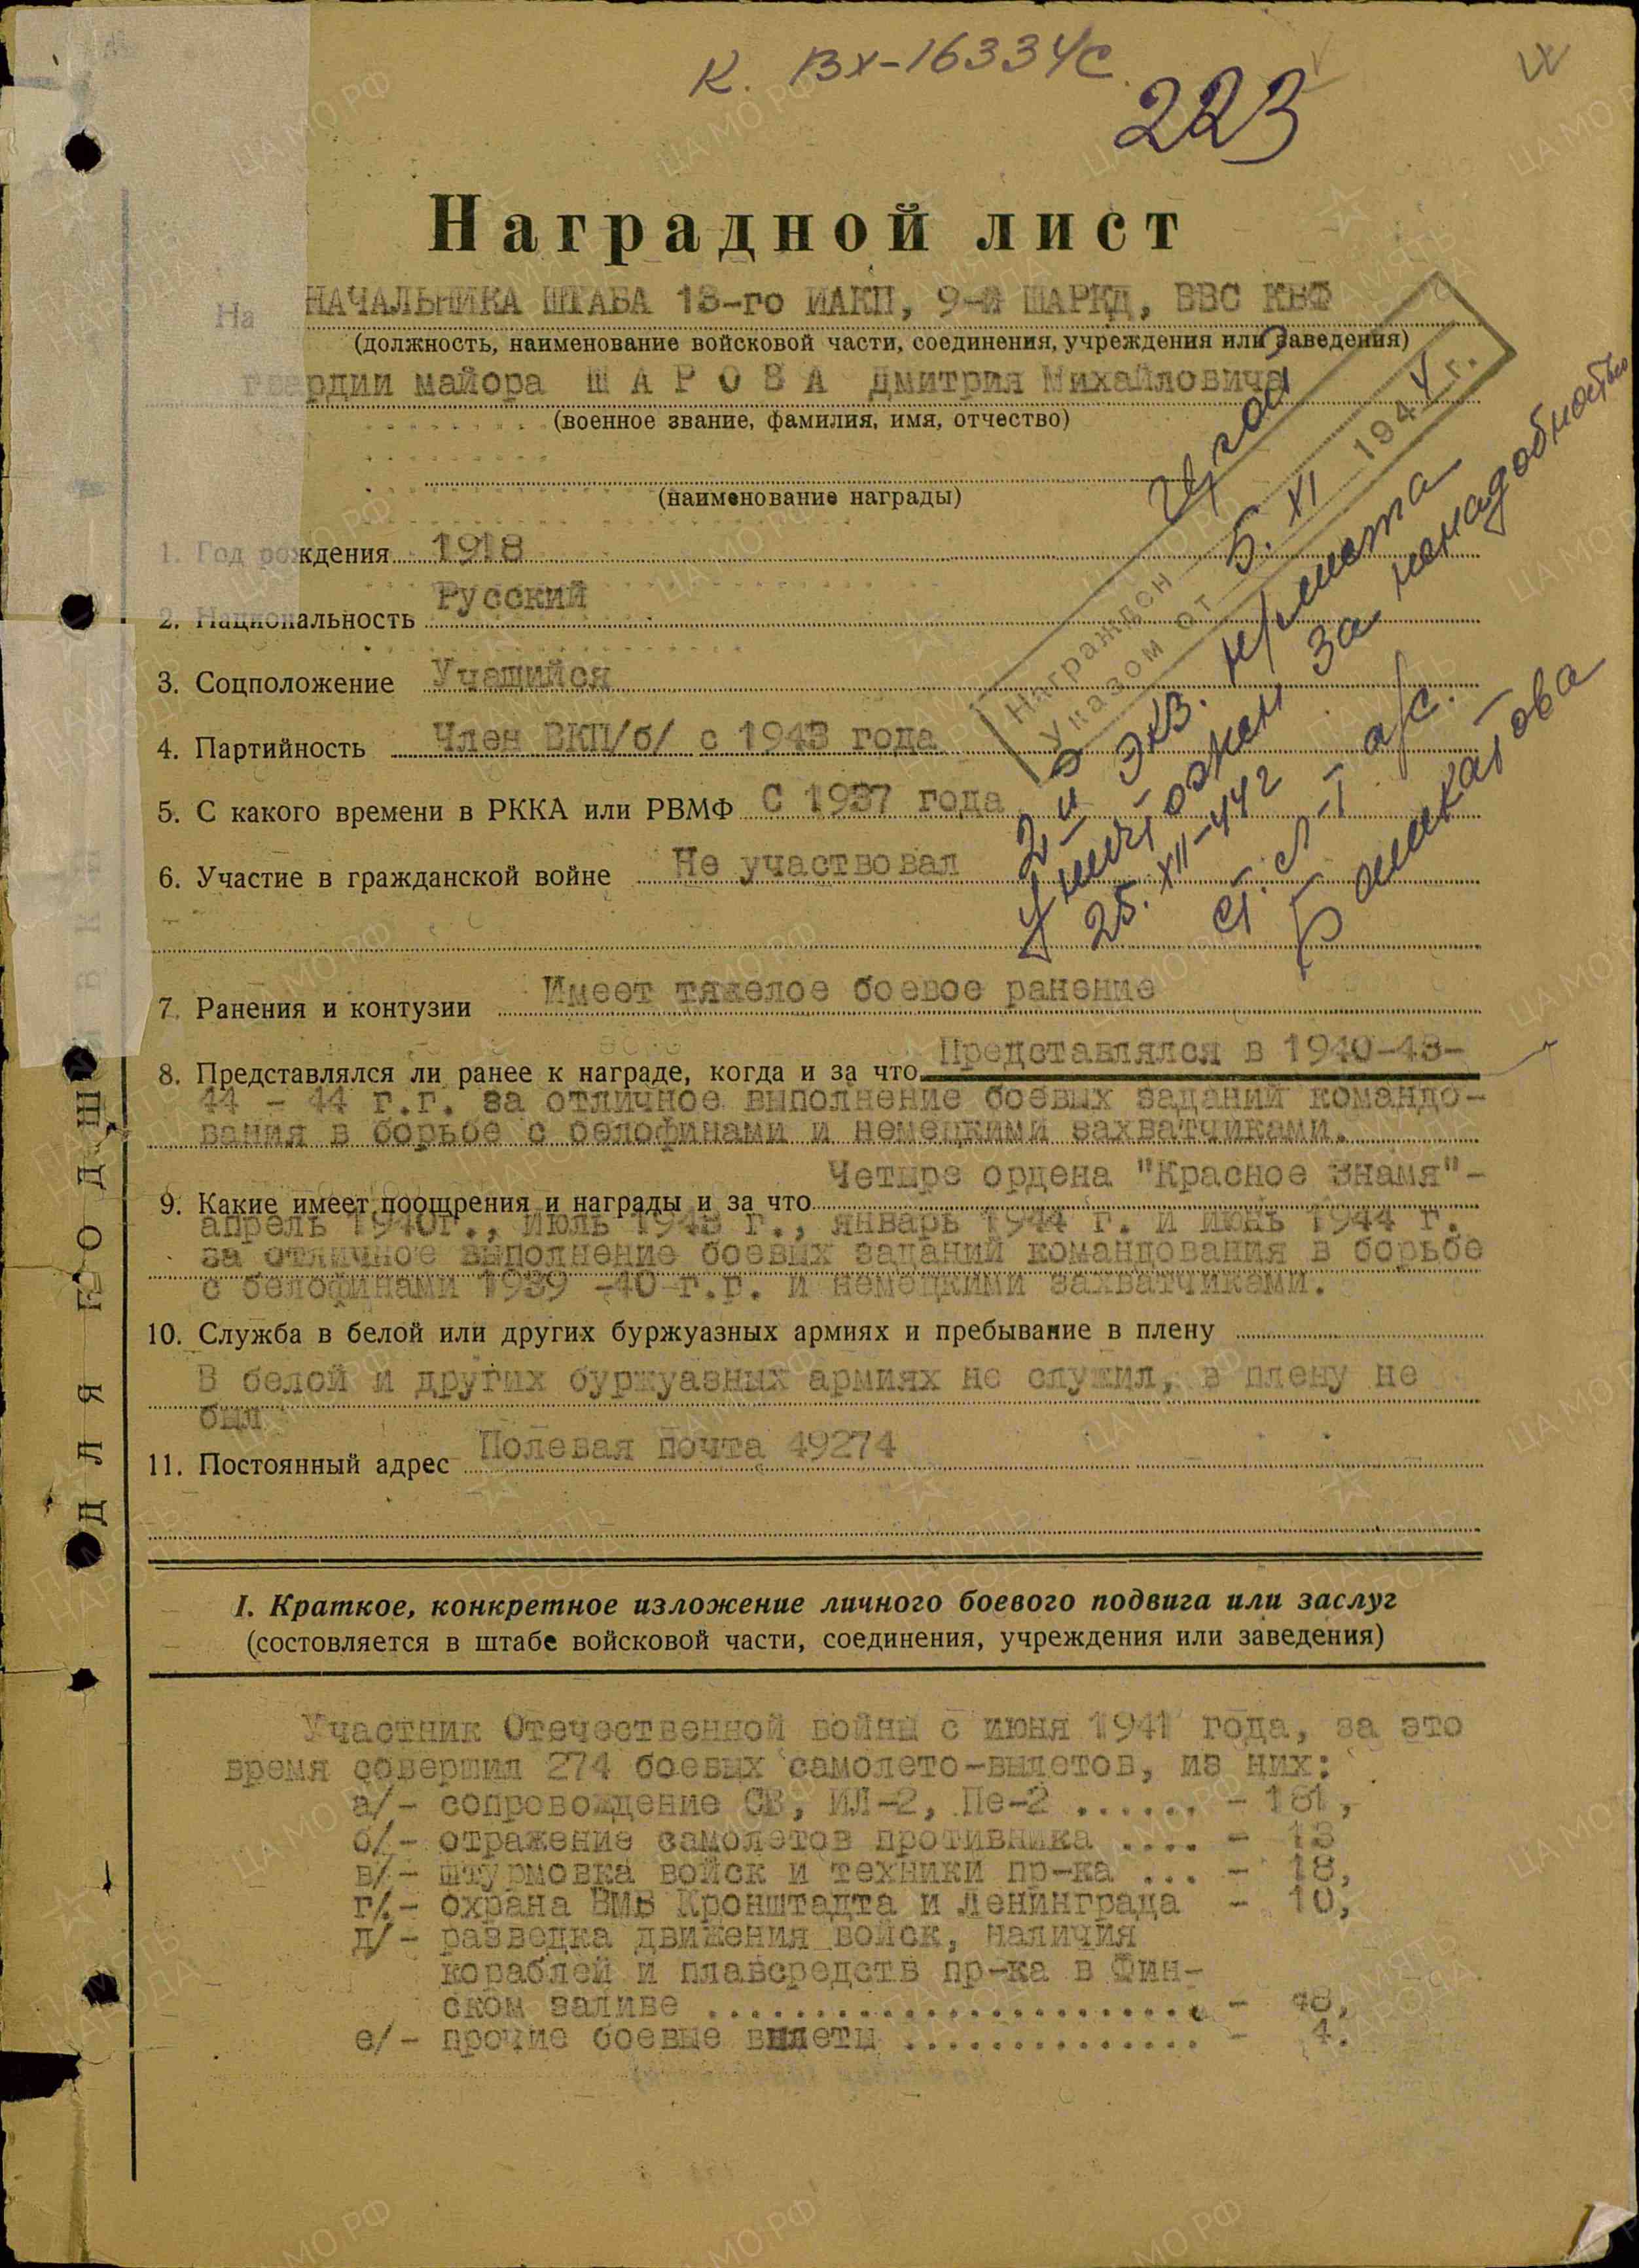 К. Вх-16334с
223
Наградной лист
На НАЧАЛЬНИКА ШТАБА 13-го ИАКП, 9-й ШАРКД, ВВС КБФ
(должность, наименование войсковой части, соединения, учреждения или заведения)
гвардии майора Ш А Р О В А Дмитрия Михайловича
(военное звание, фамилия, имя, отчество)
(наименование награды)
Награжден
Указом от 5. XI 1944 г.
2-й экз. н/листа
Уничтожен за ненадобностью
25. XII-44г
1. Год рождения 1918
2. Национальность Русский
3. Соцположение Учащийся
4. Партийность Член ВКП/б/ с 1943 года
5. С какого времени в РККА или РВМФ С 1937 года
6. Участие в гражданской войне Не участвовал
7. Ранения и контузии Имеет тяжелое боевое ранение
8. Представлялся ли ранее к награде, когда и за что Представлялся в 1940-43-
44 - 44 г.г. за отличное выполнение боевых заданий командо-
вания в борьбе с белофинами и немецкими захватчиками.
9. Какие имеет поощрения и награды и за что Четыре ордена "Красное Знамя"-
апрель 1940г., июль 1943 г., январь 1944 г. и июнь 1944 г.
за отличное выполнение боевых заданий командования в борьбе
с белофинами 1939 -40 г.г. и немецкими захватчиками.
10. Служба в белой или других буржуазных армиях и пребывание в плену
В белой и других буржуазных армиях не служил, в плену не
был
11. Постоянный адрес Полевая почта 49274
I. Краткое, конкретное изложение личного боевого подвига или заслуг
(состовляется в штабе войсковой части, соединения, учреждения или заведения)
Участник Отечественной войны с июня 1941 года, за это
время совершил 274 боевых самолето-вылетов, из них:
а/- сопровождение СБ, ИЛ-2, Пе-2 ...... - 181,
б/- отражение самолетов противника .... - 13
в/- штурмовка войск и техники пр-ка ... - 18,
г/- охрана ВМБ Кронштадта и Ленинграда - 10,
д/- разведка движения войск, наличия
кораблей и плавсредств пр-ка в Фин-
ском заливе ....................... - 48,
е/- прочие боевые вылеты .............. - 4.